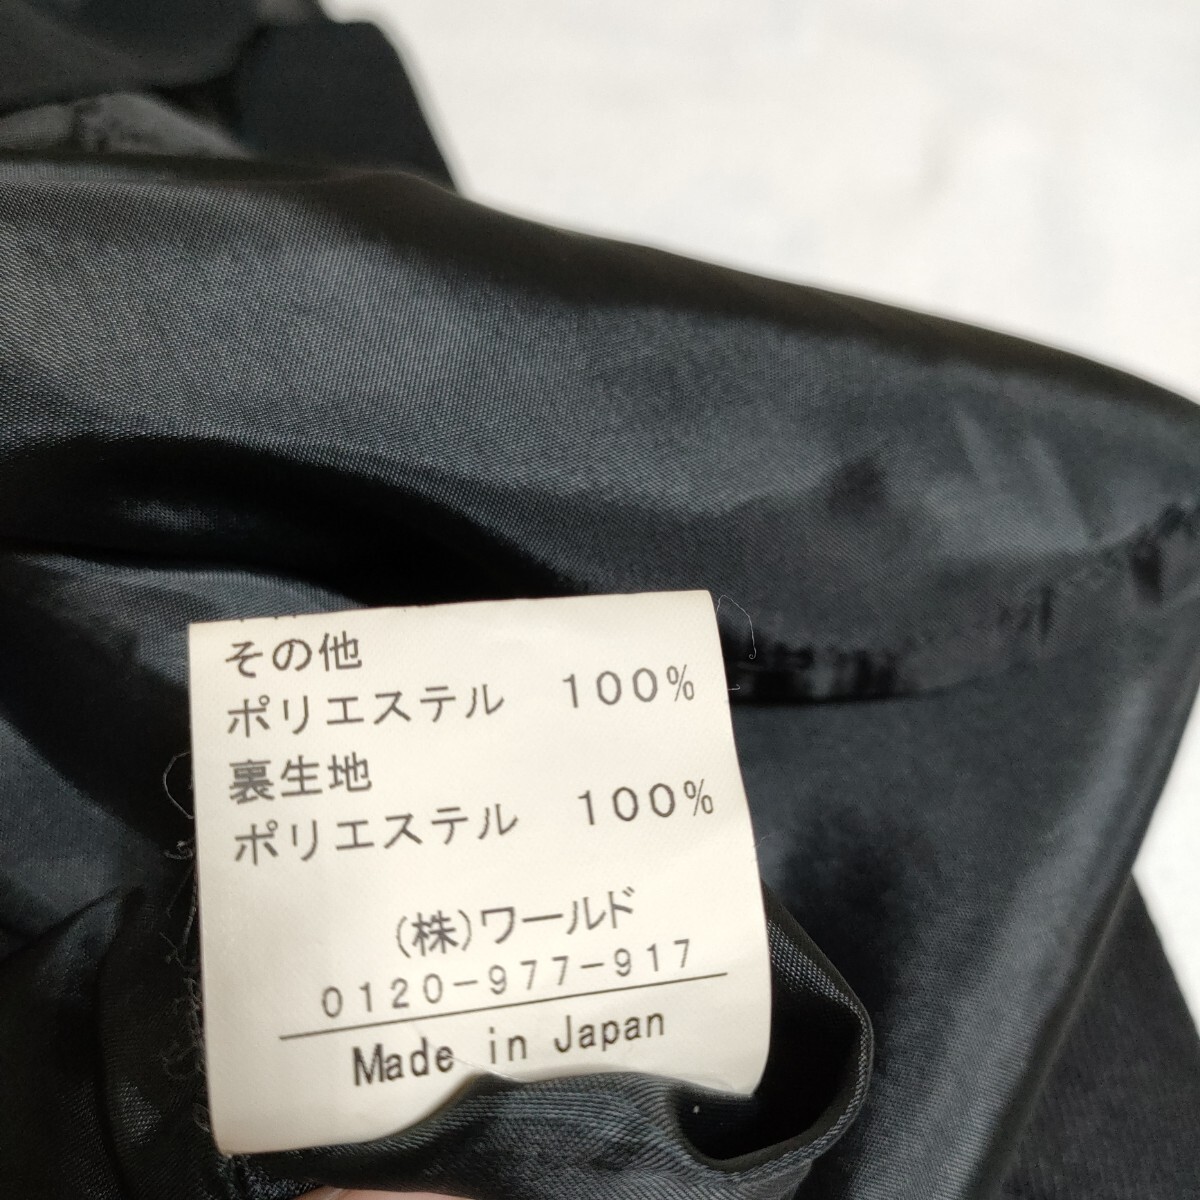 その他
ポリエステル 100%
裏生地
ポリエステル 100%
(株)ワールド
0120-977-917
Made in Japan